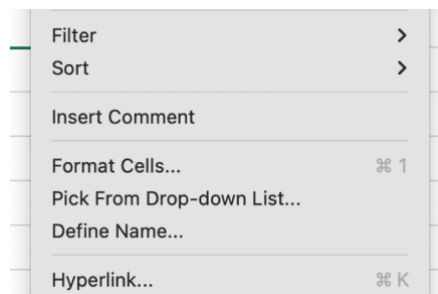 Filter
Sort
Insert Comment
Format Cells... ⌘ 1
Pick From Drop-down List...
Define Name...
Hyperlink... ⌘ K